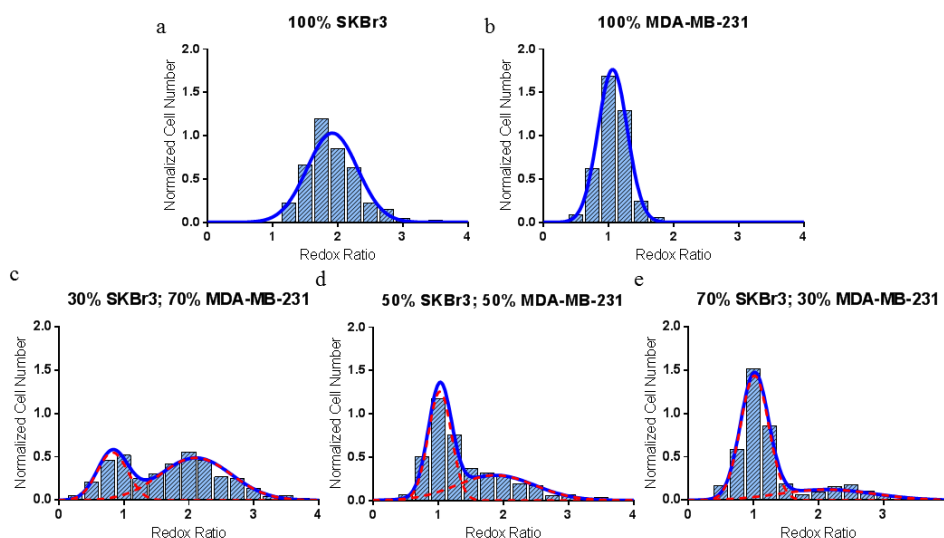 a
100% SKBr3
2.0
1.5
1.0
0.5
0.0
Normalized Cell Number
0 1 2 3 4
Redox Ratio
b
100% MDA-MB-231
2.0
1.5
1.0
0.5
0.0
Normalized Cell Number
0 1 2 3 4
Redox Ratio
c
30% SKBr3; 70% MDA-MB-231
2.0
1.5
1.0
0.5
0.0
Normalized Cell Number
0 1 2 3 4
Redox Ratio
d
50% SKBr3; 50% MDA-MB-231
2.0
1.5
1.0
0.5
0.0
Normalized Cell Number
0 1 2 3 4
Redox Ratio
e
70% SKBr3; 30% MDA-MB-231
2.0
1.5
1.0
0.5
0.0
Normalized Cell Number
0 1 2 3
Redox Ratio